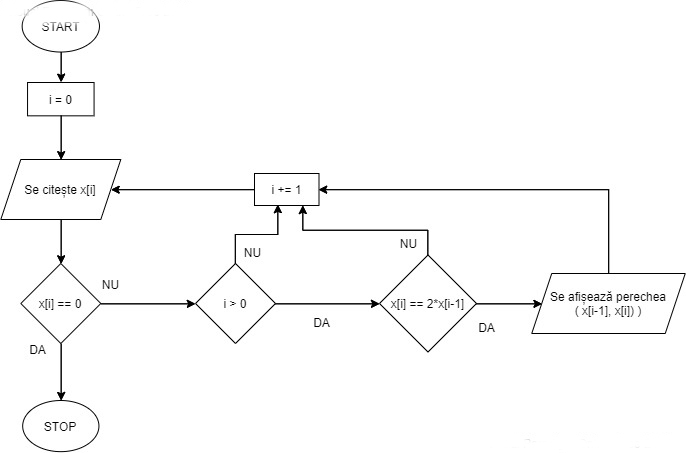 START
i = 0
Se citește x[i]
i += 1
NU
NU
NU
x[i] == 0
i > 0
x[i] == 2*x[i-1]
Se afișează perechea
( x[i-1], x[i]) )
DA
DA
DA
STOP